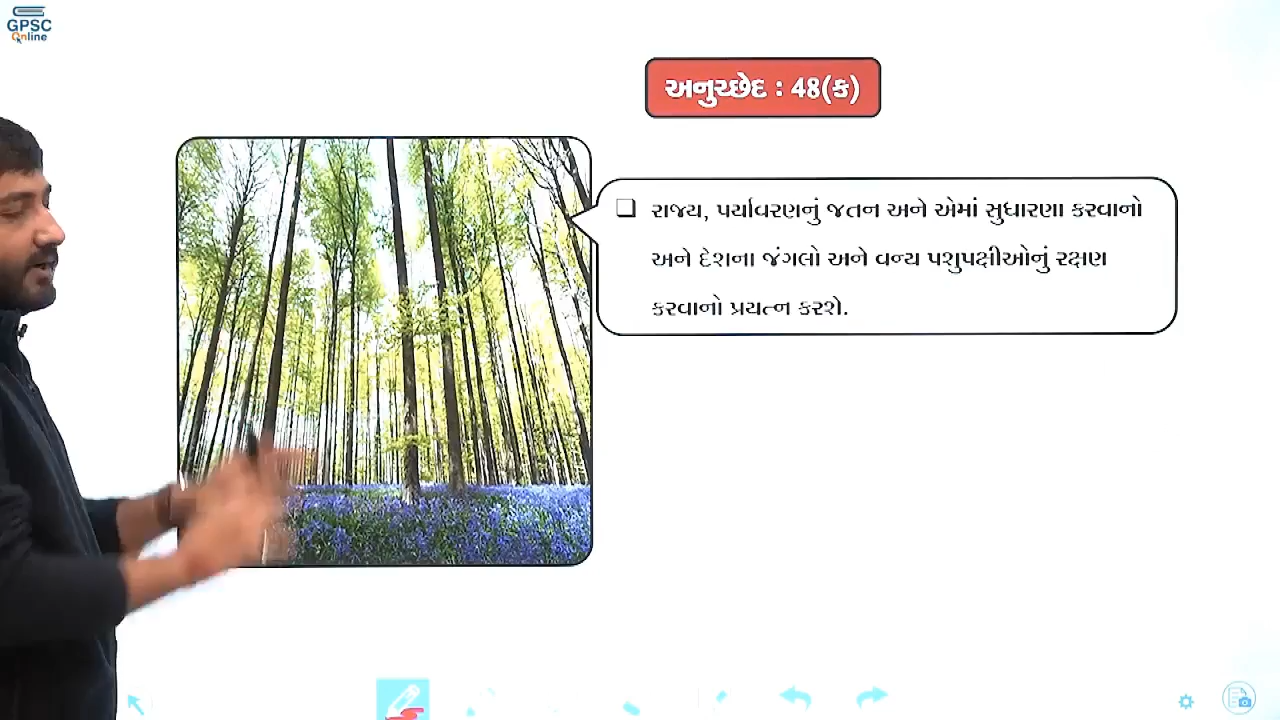 GPSC
Online
અનુચ્છેદ : 48(ક)
❑ રાજ્ય, પર્યાવરણનું જતન અને એમાં સુધારણા કરવાનો
અને દેશના જંગલો અને વન્ય પશુપક્ષીઓનું રક્ષણ
કરવાનો પ્રયત્ન કરશે.